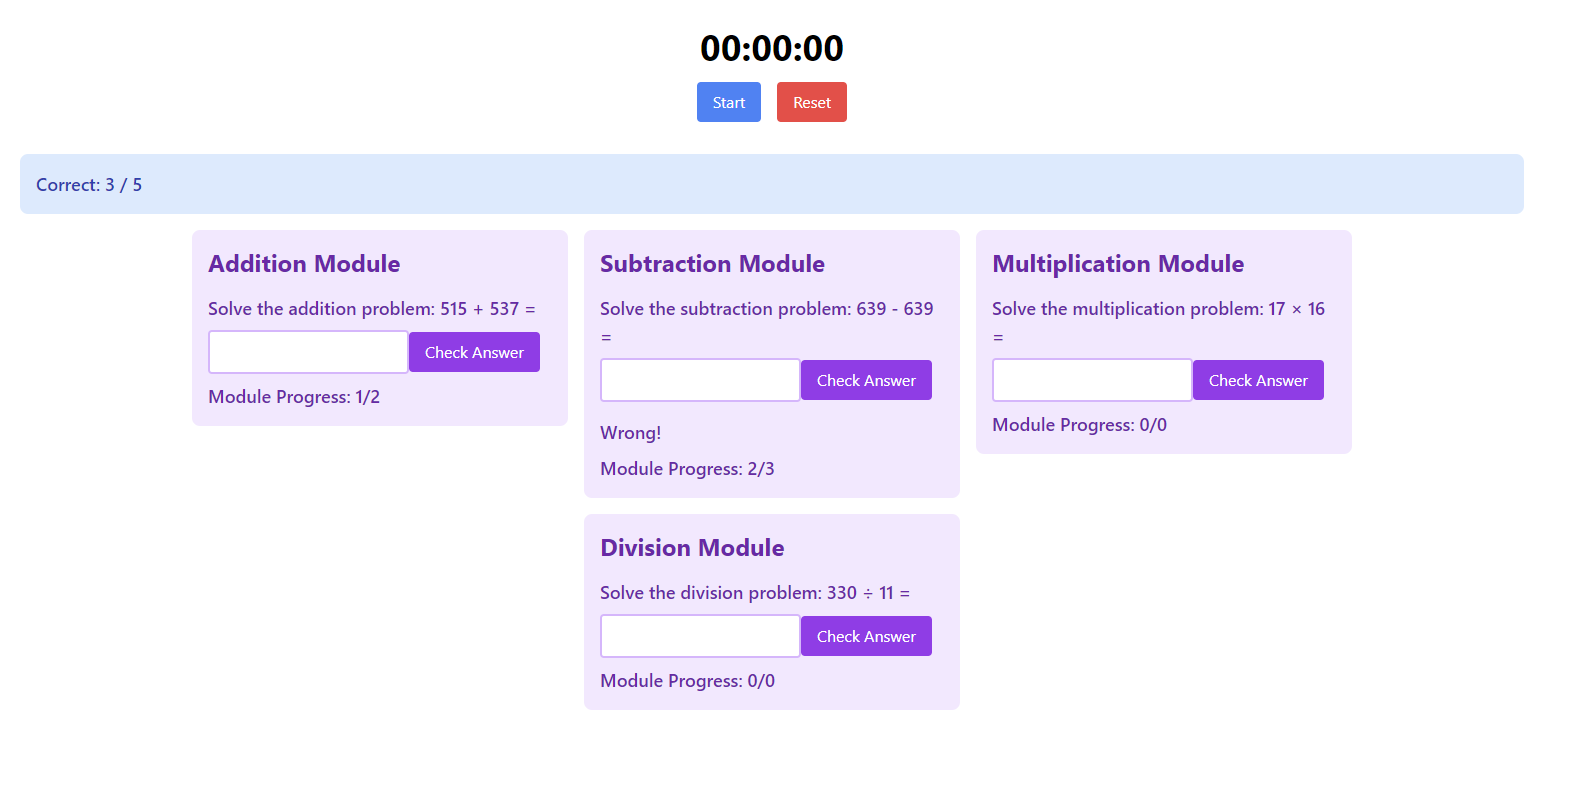 00:00:00
Start
Reset
Correct: 3 / 5
Addition Module
Solve the addition problem: 515 + 537 =
Check Answer
Module Progress: 1/2
Subtraction Module
Solve the subtraction problem: 639 - 639
=
Check Answer
Wrong!
Module Progress: 2/3
Multiplication Module
Solve the multiplication problem: 17 × 16
=
Check Answer
Module Progress: 0/0
Division Module
Solve the division problem: 330 ÷ 11 =
Check Answer
Module Progress: 0/0